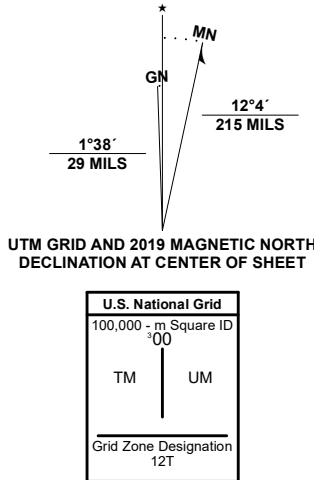 MN
GN
12°4´
215 MILS
1°38´
29 MILS
UTM GRID AND 2019 MAGNETIC NORTH
DECLINATION AT CENTER OF SHEET
U.S. National Grid
100,000 - m Square ID
³00
TM UM
Grid Zone Designation
12T